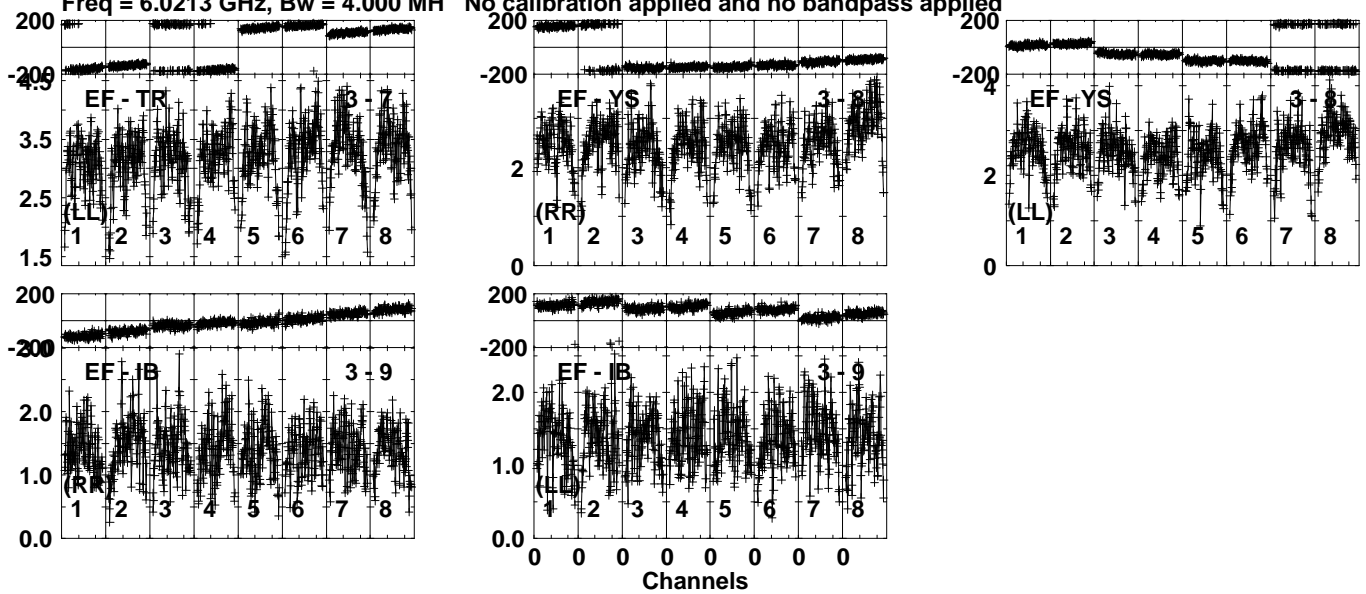 Freq = 6.0213 GHz, Bw = 4.000 MH No calibration applied and no bandpass applied
200
-200
4.5
3.5
2.5
1.5
EF - TR 3 - 7
(LL)
1 2 3 4 5 6 7 8
200
-200
2
0
EF - YS 3 - 8
(RR)
1 2 3 4 5 6 7 8
200
-200
4
2
0
EF - YS 3 - 8
(LL)
1 2 3 4 5 6 7 8
200
-200
3.0
2.0
1.0
0.0
EF - IB 3 - 9
(RR)
1 2 3 4 5 6 7 8
200
-200
2.0
1.0
0.0
EF - IB 3 - 9
(LL)
1 2 3 4 5 6 7 8
0 0 0 0 0 0 0 0
Channels